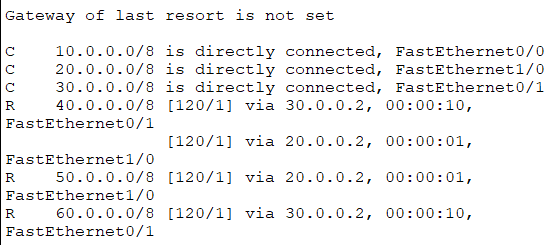 Gateway of last resort is not set
C    10.0.0.0/8 is directly connected, FastEthernet0/0
C    20.0.0.0/8 is directly connected, FastEthernet1/0
C    30.0.0.0/8 is directly connected, FastEthernet0/1
R    40.0.0.0/8 [120/1] via 30.0.0.2, 00:00:10,
FastEthernet0/1
                [120/1] via 20.0.0.2, 00:00:01,
FastEthernet1/0
R    50.0.0.0/8 [120/1] via 20.0.0.2, 00:00:01,
FastEthernet1/0
R    60.0.0.0/8 [120/1] via 30.0.0.2, 00:00:10,
FastEthernet0/1